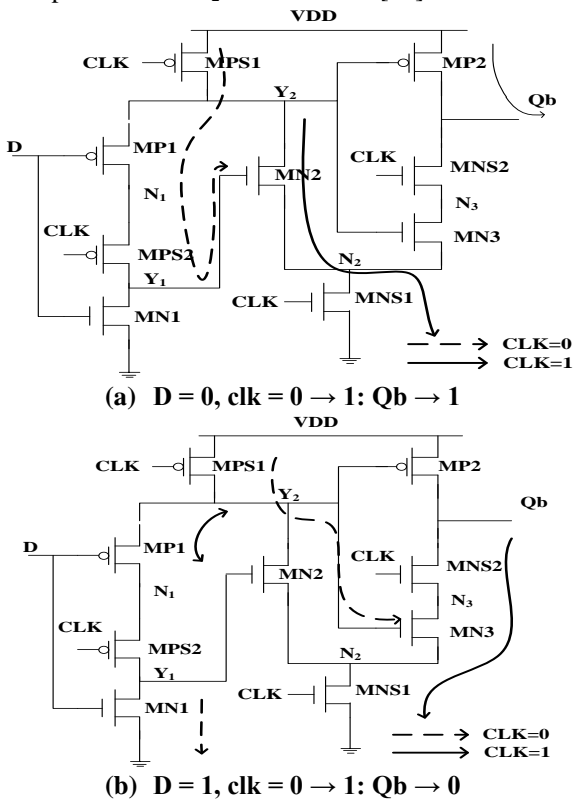 VDD
CLK
MPS1
MP2
Y₂
Qb
D
MP1
CLK
MNS2
MN2
N₁
N₃
CLK
MPS2
MN3
Y₁
N₂
MN1
CLK
MNS1
CLK=0
CLK=1
(a) D = 0, clk = 0 → 1: Qb → 1
VDD
CLK
MPS1
MP2
Y₂
Qb
D
MP1
CLK
MNS2
MN2
N₁
N₃
CLK
MPS2
MN3
Y₁
N₂
MN1
CLK
MNS1
CLK=0
CLK=1
(b) D = 1, clk = 0 → 1: Qb → 0